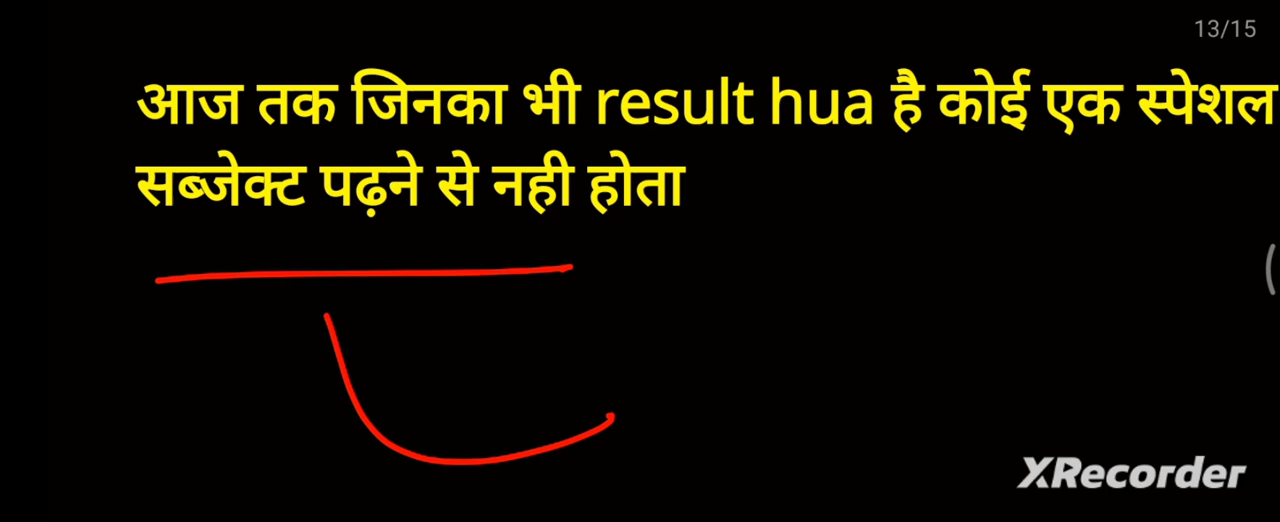 13/15
आज तक जिनका भी result hua है कोई एक स्पेशल
सब्जेक्ट पढ़ने से नही होता
XRecorder